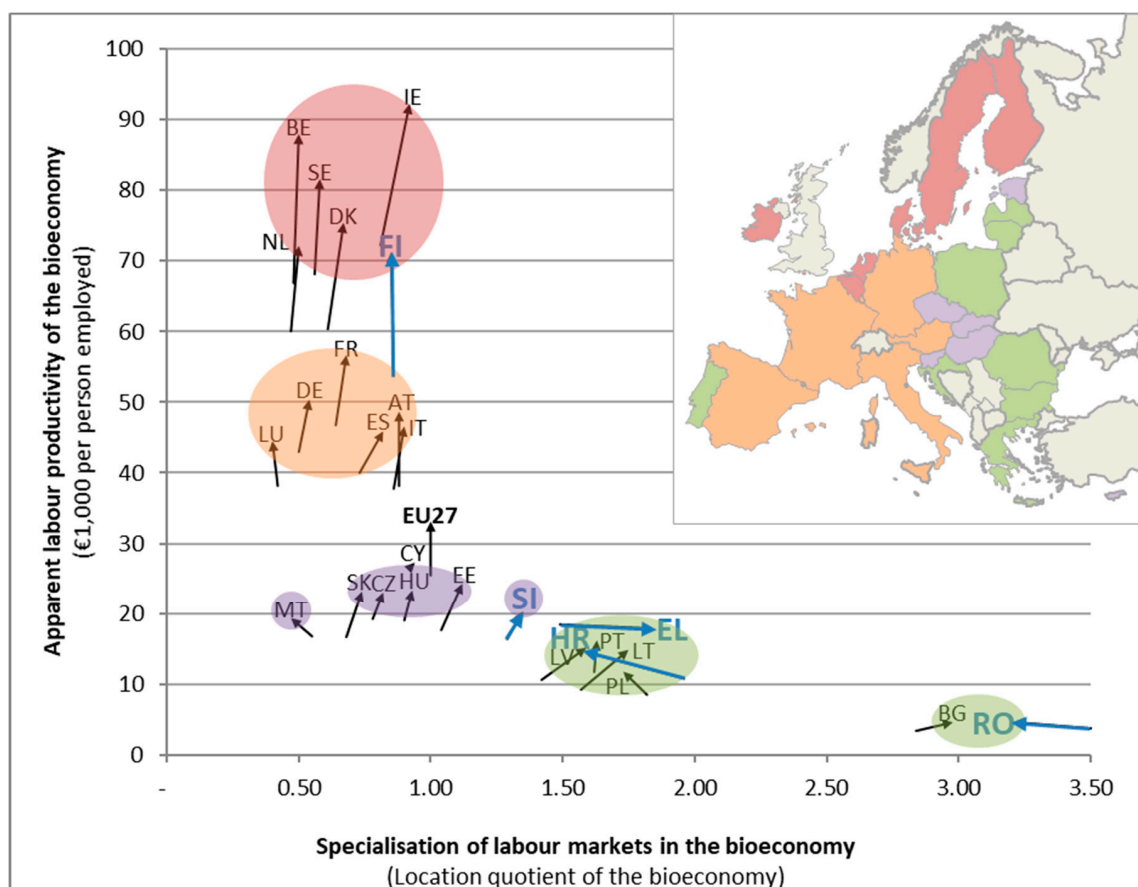 Apparent labour productivity of the bioeconomy
(€1,000 per person employed)
100
90
80
70
60
50
40
30
20
10
0
IE
BE
SE
DK
NL
FI
FR
DE
AT
ES
IT
LU
EU27
CY
SK
CZ
HU
EE
MT
SI
HR
PT
EL
LV
LT
PL
BG
RO
-
0.50
1.00
1.50
2.00
2.50
3.00
3.50
Specialisation of labour markets in the bioeconomy
(Location quotient of the bioeconomy)